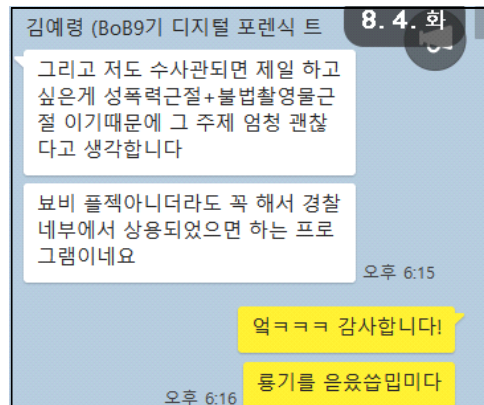 김예령 (BoB9기 디지털 포렌식 트
8. 4. 화
그리고 저도 수사관되면 제일 하고
싶은게 성폭력근절+불법촬영물근
절 이기때문에 그 주제 엄청 괜찮
다고 생각합니다
뵤비 플젝아니더라도 꼭 해서 경찰
네부에서 상용되었으면 하는 프로
그램이네요
오후 6:15
엌ㅋㅋㅋ 감사합니다!
룡기를 읃윴씁밉미다
오후 6:16